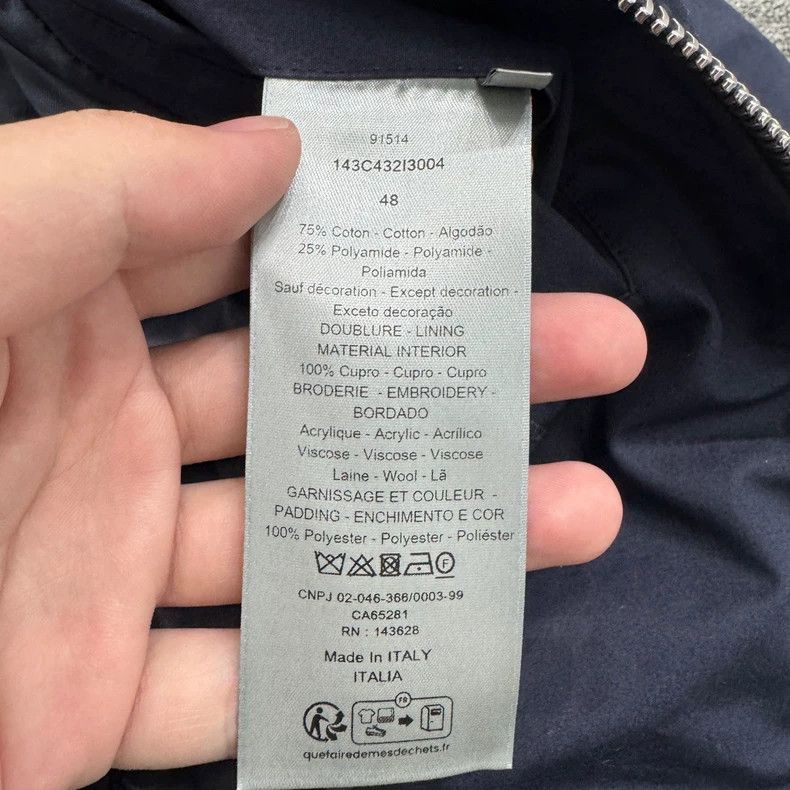 91514
143C432I3004
48
75% Coton - Cotton - Algodão
25% Polyamide - Polyamide -
Poliamida
Sauf décoration - Except decoration -
Exceto decoração
DOUBLURE - LINING
MATERIAL INTERIOR
100% Cupro - Cupro - Cupro
BRODERIE - EMBROIDERY -
BORDADO
Acrylique - Acrylic - Acrílico
Viscose - Viscose - Viscose
Laine - Wool - Lã
GARNISSAGE ET COULEUR -
PADDING - ENCHIMENTO E COR
100% Polyester - Polyester - Poliéster
F
CNPJ 02-046-366/0003-99
CA65281
RN : 143628
Made In ITALY
ITALIA
FR
quefairedemesdechets.fr